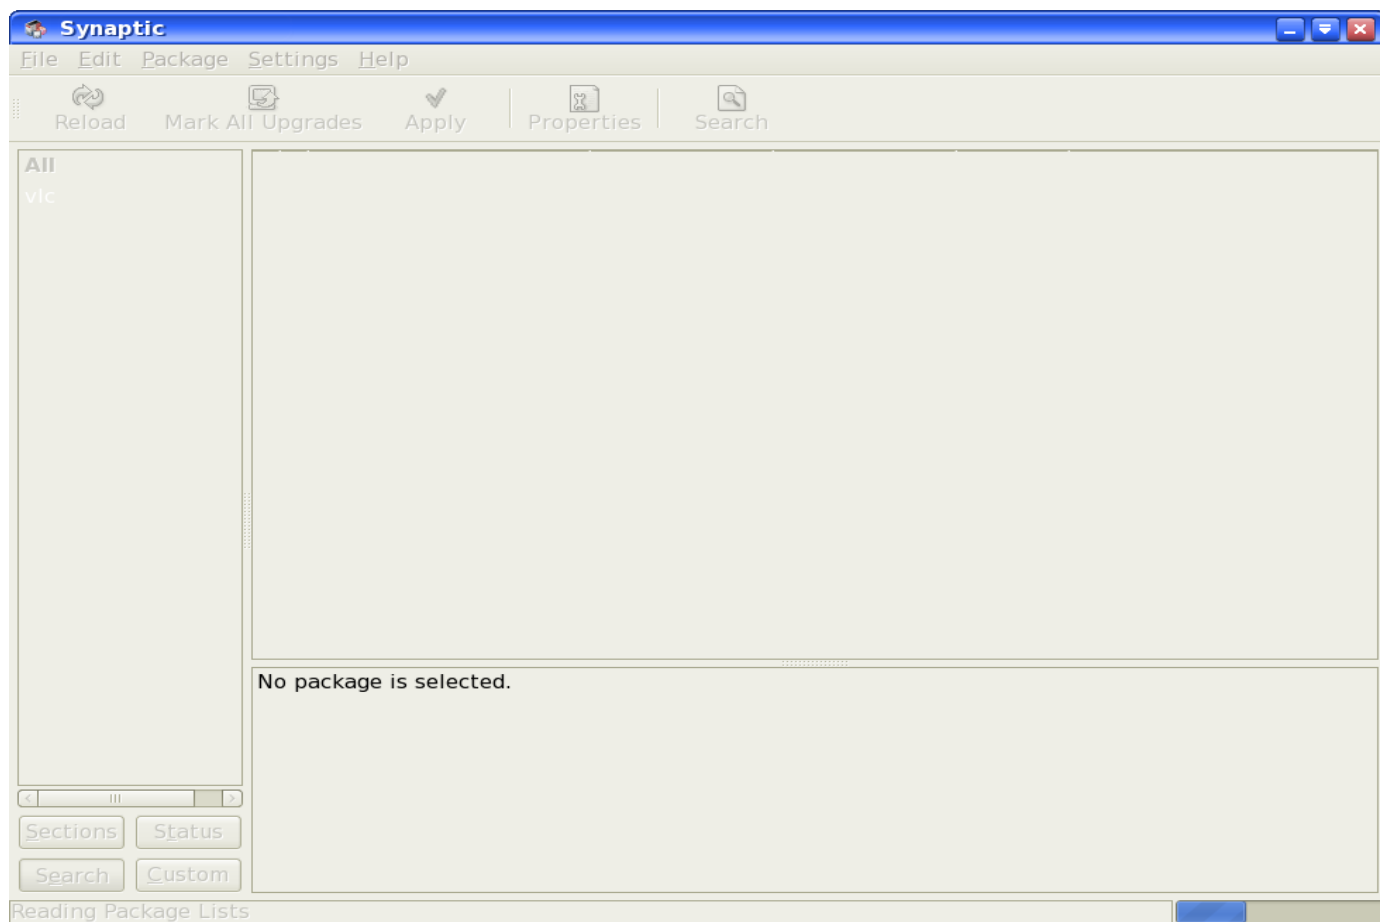 Synaptic
File Edit Package Settings Help
Reload Mark All Upgrades Apply Properties Search
All
vlc
No package is selected.
Sections Status
Search Custom
Reading Package Lists